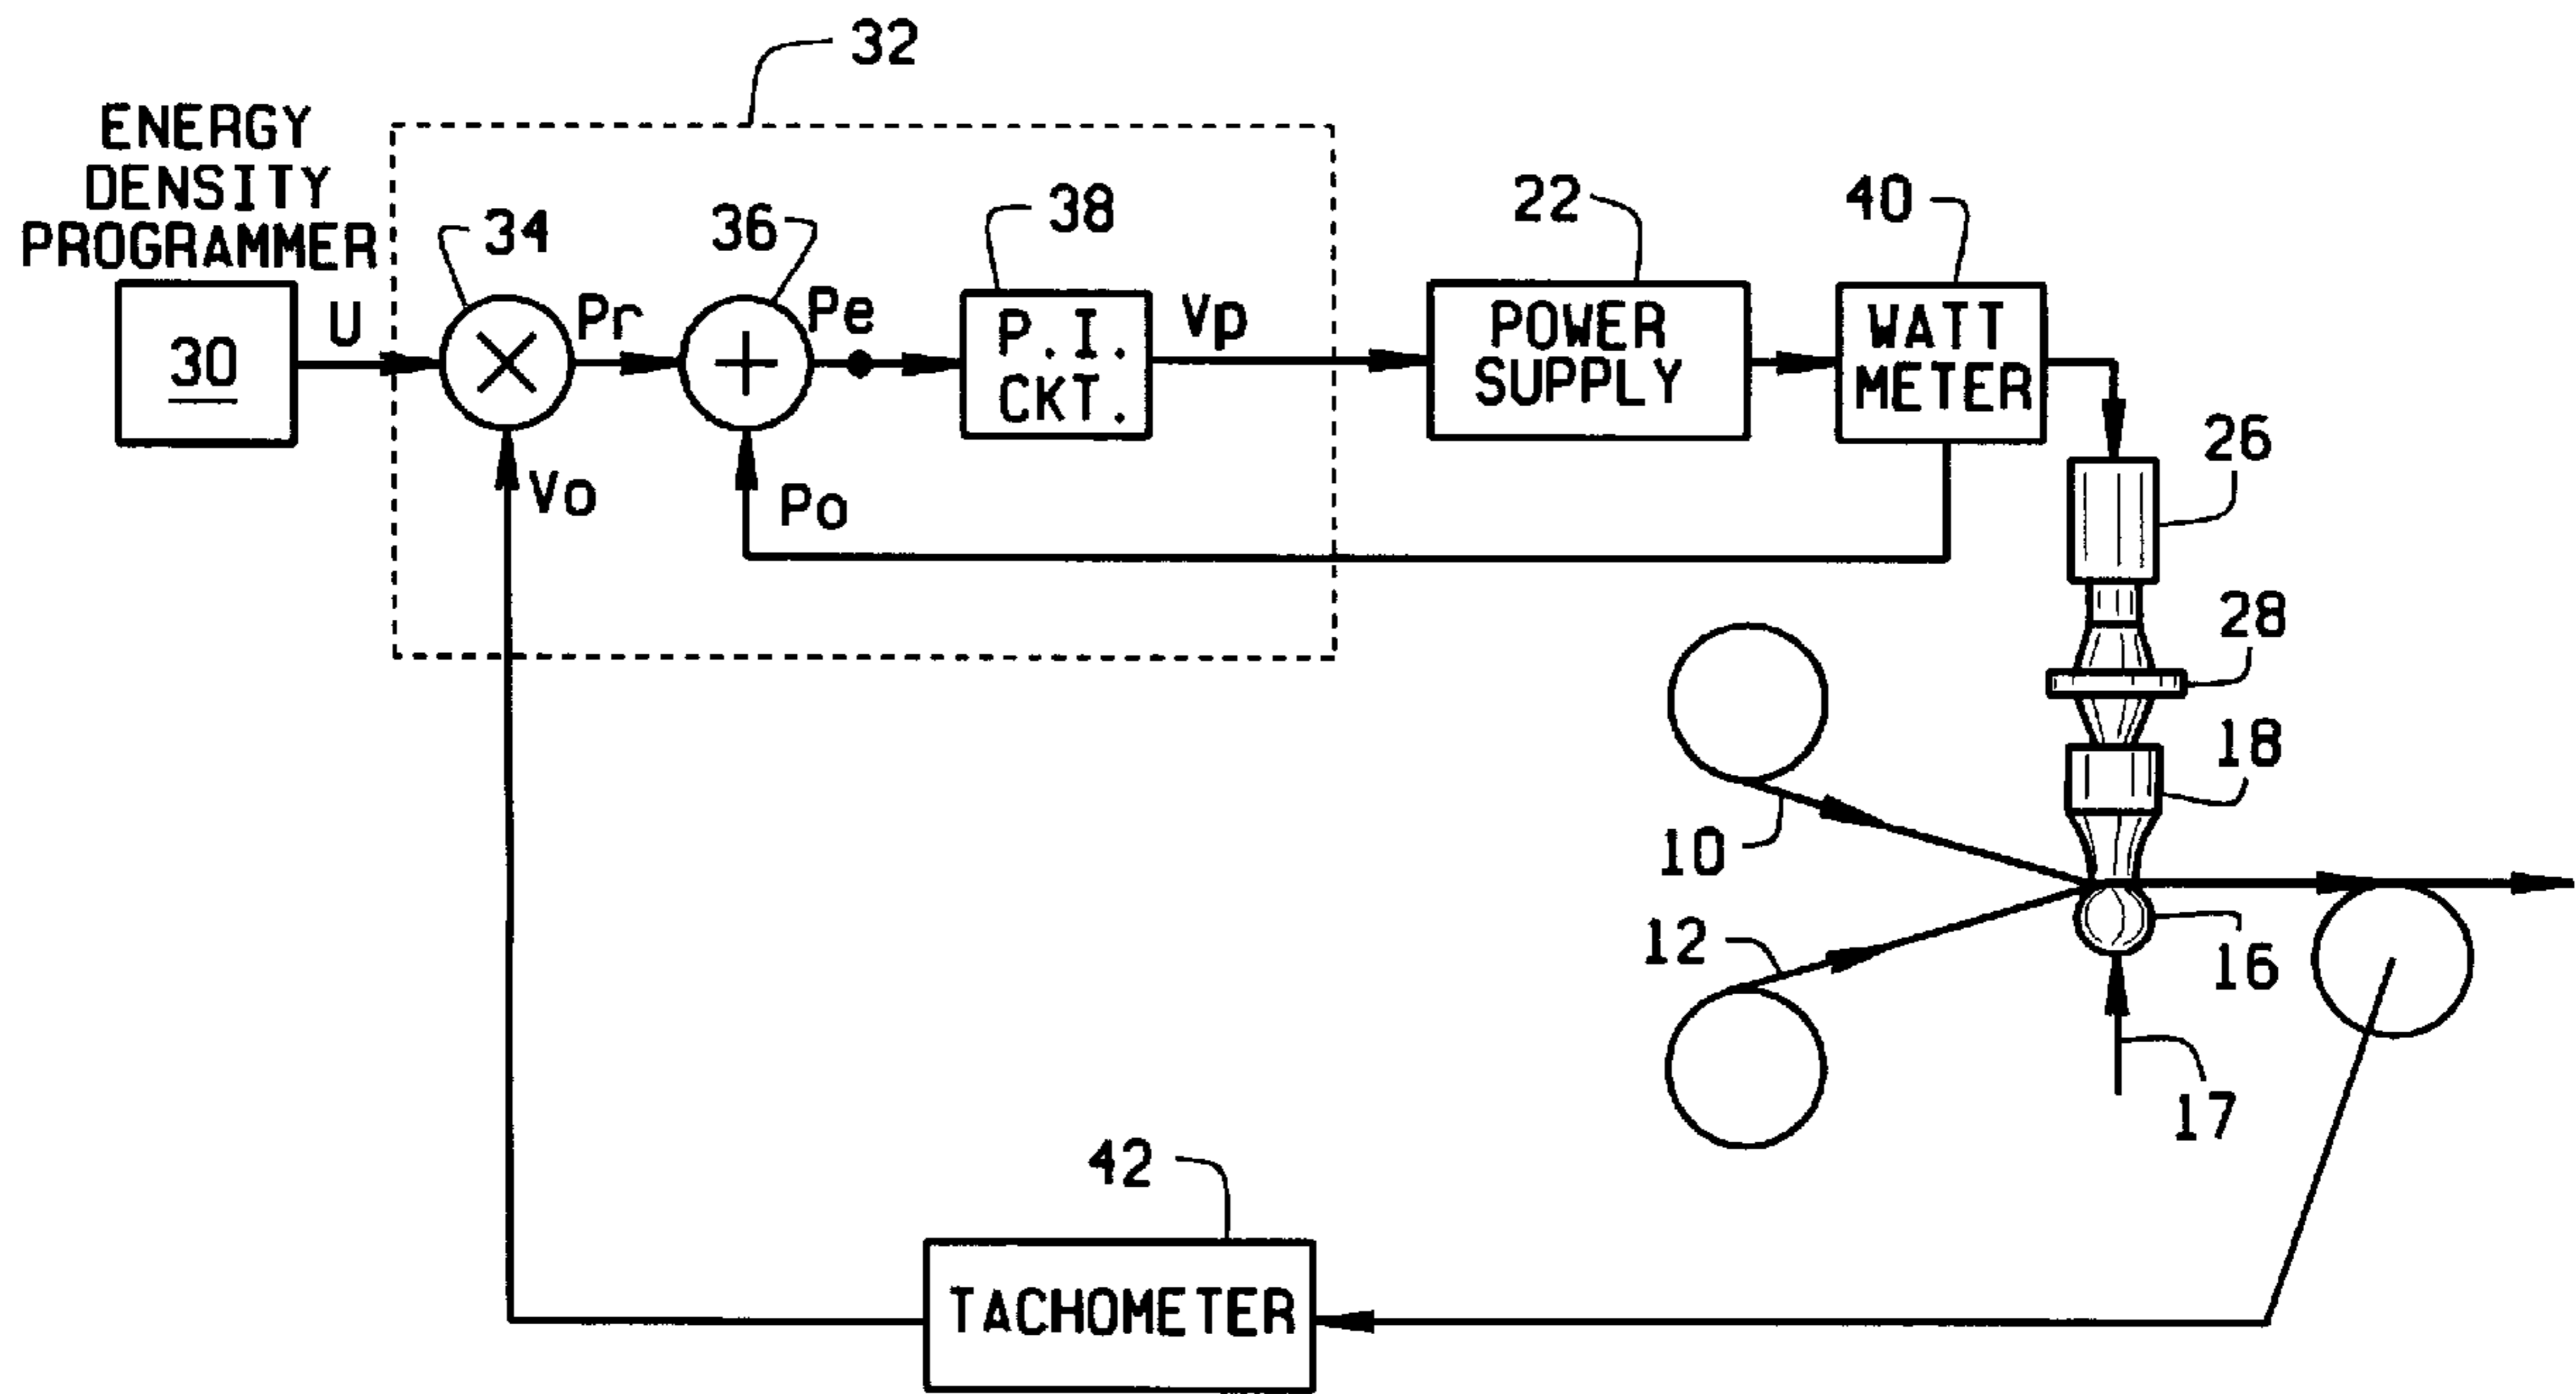 32
ENERGY
DENSITY
PROGRAMMER
34
36
38
22
40
30
U
Pr
Pe
P.I.
CKT.
Vp
POWER
SUPPLY
WATT
METER
Vo
Po
26
28
18
10
12
16
17
42
TACHOMETER